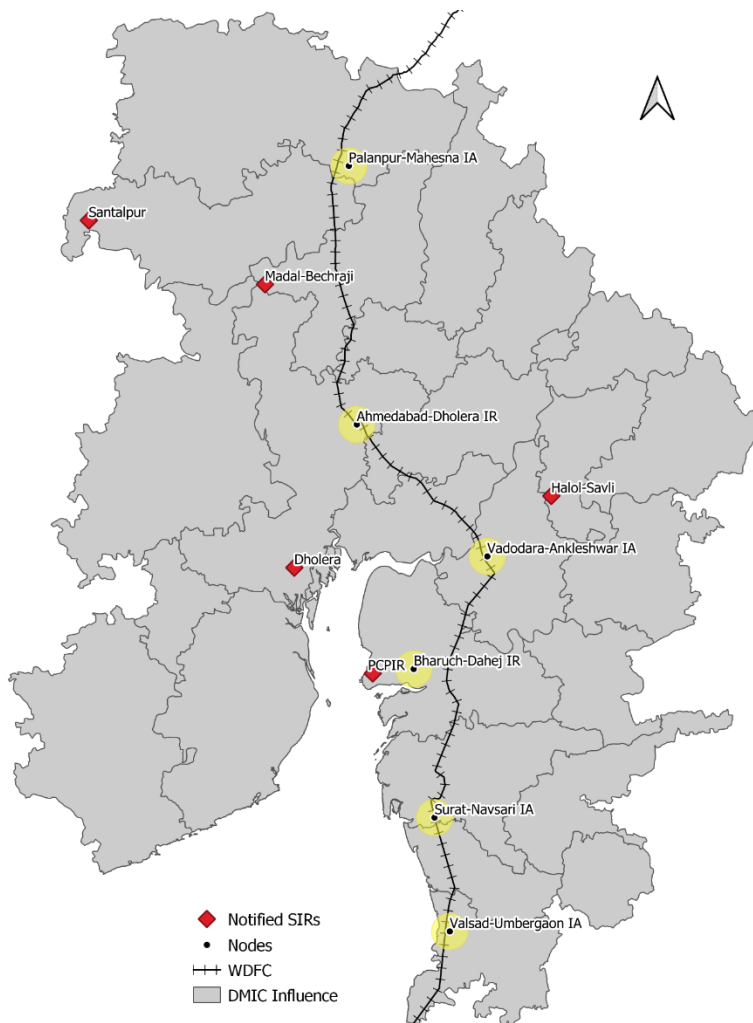 Palanpur-Mahesna IA
Santalpur
Madal-Bechraji
Ahmedabad-Dholera IR
Halol-Savli
Vadodara-Ankleshwar IA
Dholera
PCPIR
Bharuch-Dahej IR
Surat-Navsari IA
Valsad-Umbergaon IA
Notified SIRs
Nodes
WDFC
DMIC Influence